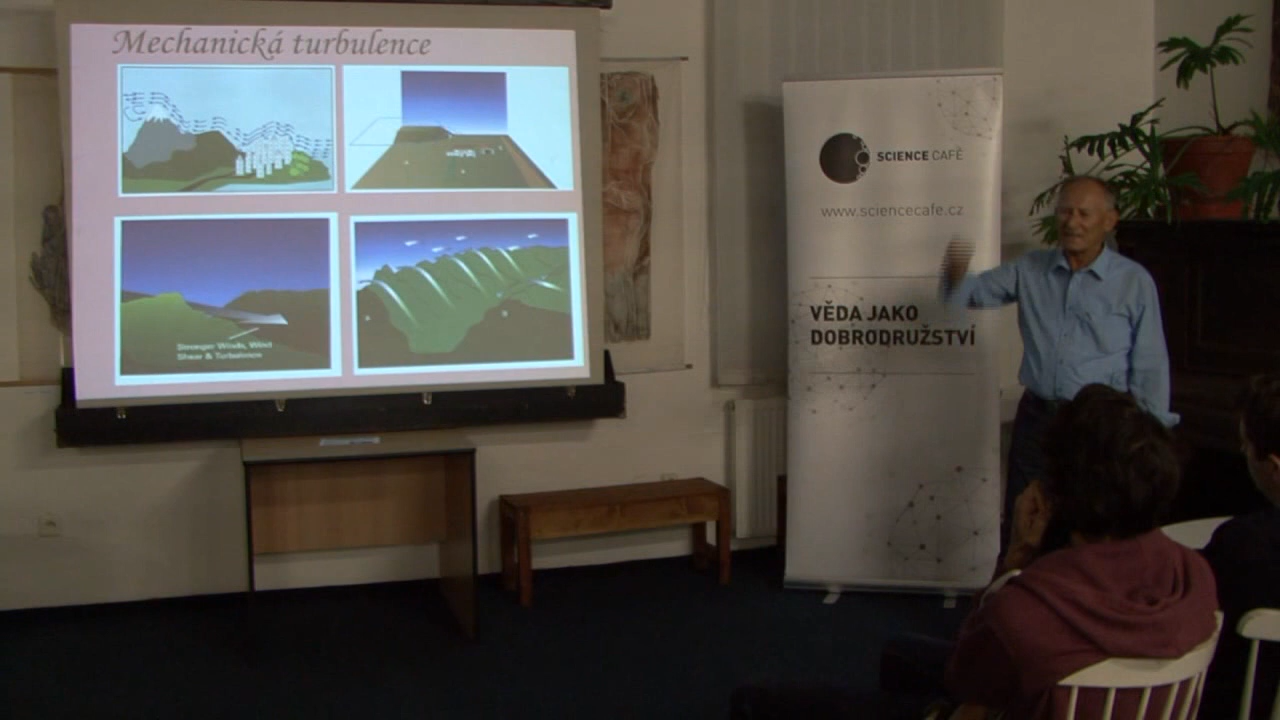 Mechanická turbulence
Stronger Winds, Wind
Shear & Turbulence
SCIENCE CAFÉ
www.sciencecafe.cz
VĚDA JAKO
DOBRODRUŽSTVÍ